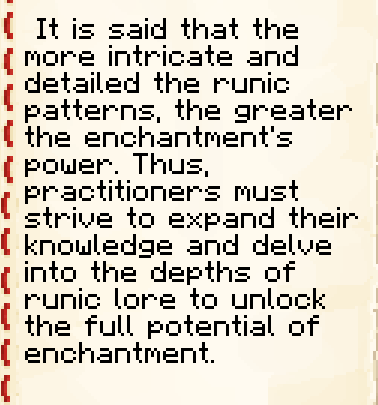 It is said that the
more intricate and
detailed the runic
patterns, the greater
the enchantment's
power. Thus,
practitioners must
strive to expand their
knowledge and delve
into the depths of
runic lore to unlock
the full potential of
enchantment.